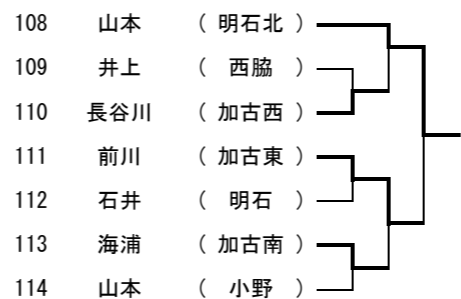 108 山本 ( 明石北 )
109 井上 ( 西脇 )
110 長谷川 ( 加古西 )
111 前川 ( 加古東 )
112 石井 ( 明石 )
113 海浦 ( 加古南 )
114 山本 ( 小野 )